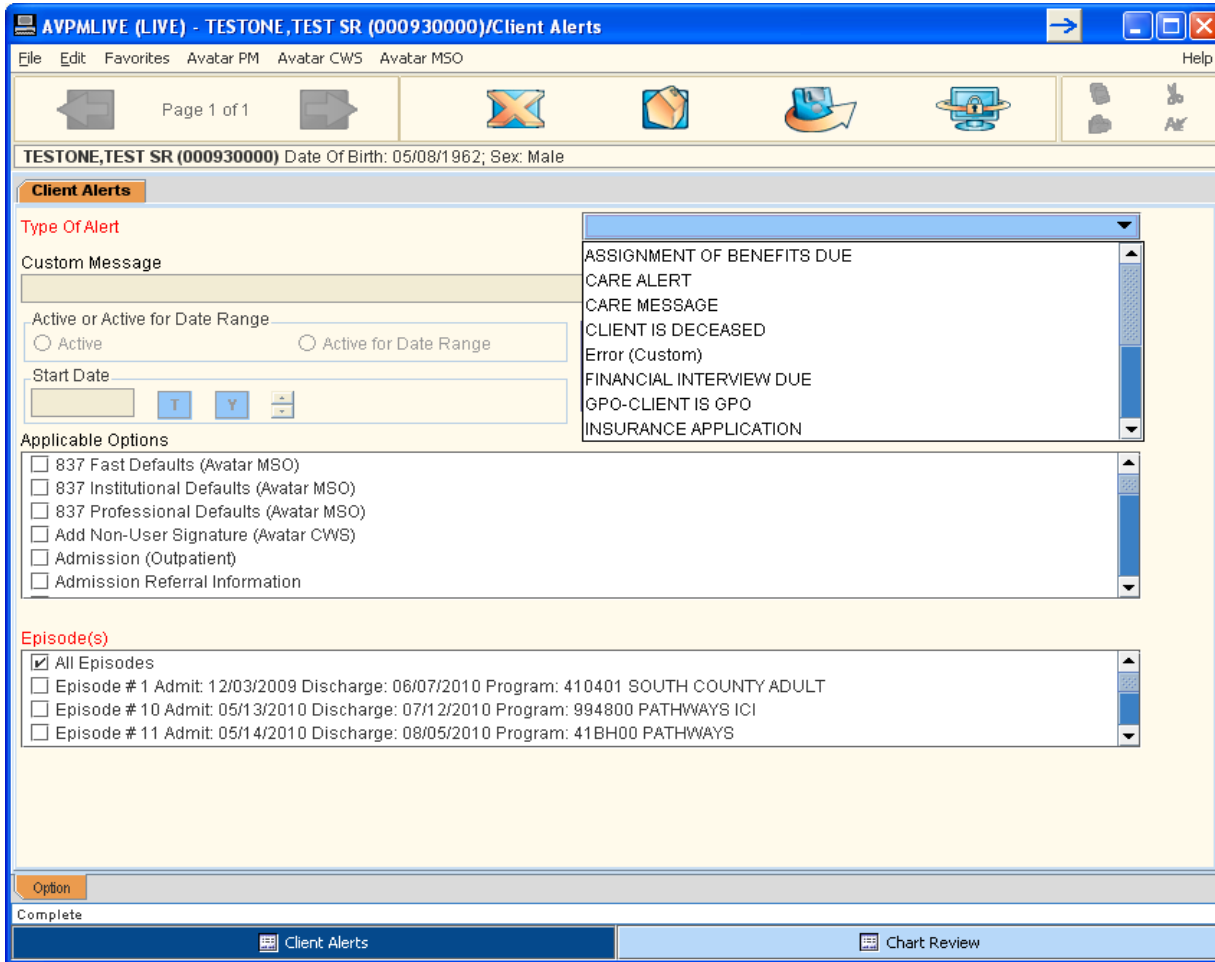 AVPMLIVE (LIVE) - TESTONE,TEST SR (000930000)/Client Alerts
File Edit Favorites Avatar PM Avatar CWS Avatar MSO Help
Page 1 of 1
TESTONE,TEST SR (000930000) Date Of Birth: 05/08/1962; Sex: Male
Client Alerts
Type Of Alert
Custom Message
Active or Active for Date Range
Active Active for Date Range
Start Date
T Y
ASSIGNMENT OF BENEFITS DUE
CARE ALERT
CARE MESSAGE
CLIENT IS DECEASED
Error (Custom)
FINANCIAL INTERVIEW DUE
GPO-CLIENT IS GPO
INSURANCE APPLICATION
Applicable Options
837 Fast Defaults (Avatar MSO)
837 Institutional Defaults (Avatar MSO)
837 Professional Defaults (Avatar MSO)
Add Non-User Signature (Avatar CWS)
Admission (Outpatient)
Admission Referral Information
Episode(s)
All Episodes
Episode # 1 Admit: 12/03/2009 Discharge: 06/07/2010 Program: 410401 SOUTH COUNTY ADULT
Episode # 10 Admit: 05/13/2010 Discharge: 07/12/2010 Program: 994800 PATHWAYS ICI
Episode # 11 Admit: 05/14/2010 Discharge: 08/05/2010 Program: 41BH00 PATHWAYS
Option
Complete
Client Alerts Chart Review